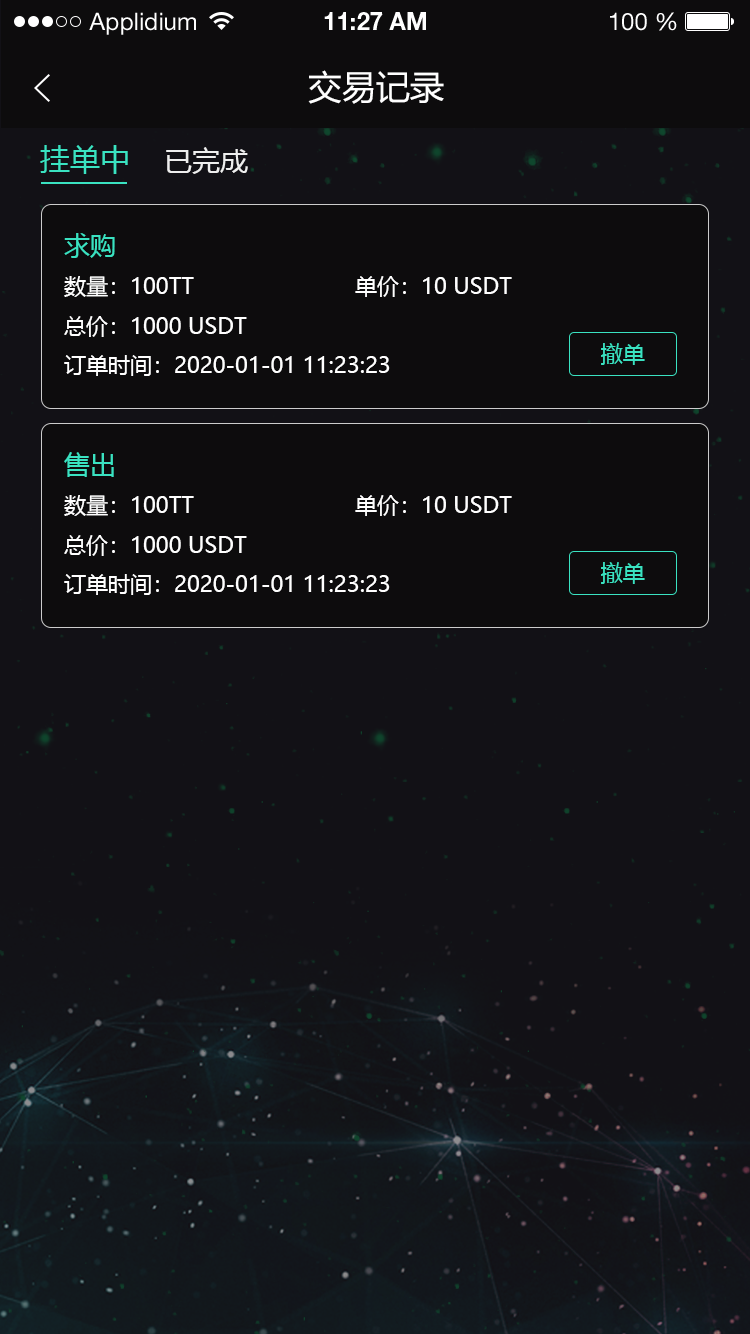 Applidium 11:27 AM 100 %
交易记录
挂单中 已完成
求购
数量：100TT 单价：10 USDT
总价：1000 USDT
订单时间：2020-01-01 11:23:23
撤单
售出
数量：100TT 单价：10 USDT
总价：1000 USDT
订单时间：2020-01-01 11:23:23
撤单